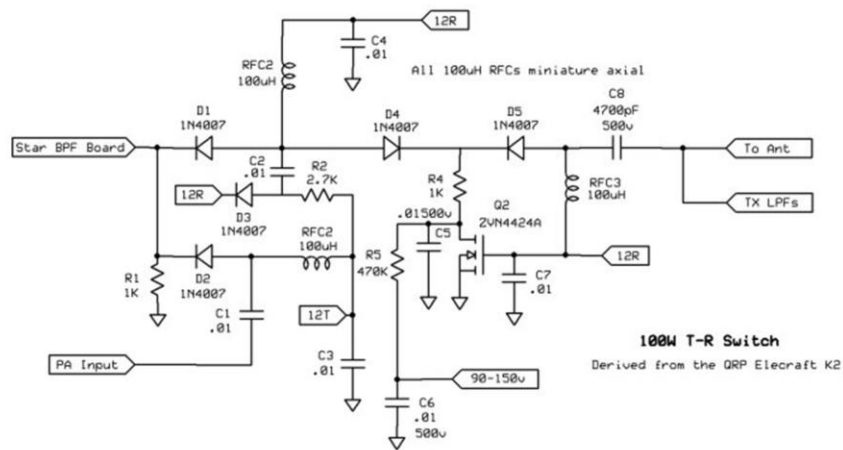 12R
C4
.01
RFC2
100uH
All 100uH RFCs miniature axial
C8
4700pF
500v
D1
1N4007
D4
1N4007
D5
1N4007
Star BPF Board
To Ant
C2
.01
R2
2.7K
R4
1K
RFC3
100uH
TX LPFs
12R
D3
1N4007
Q2
ZVN4424A
.01500v
C5
RFC2
100uH
R5
470K
12R
R1
1K
D2
1N4007
C7
.01
C1
.01
12T
100W T-R Switch
Derived from the QRP Elecraft K2
PA Input
C3
.01
90-150v
C6
.01
500v